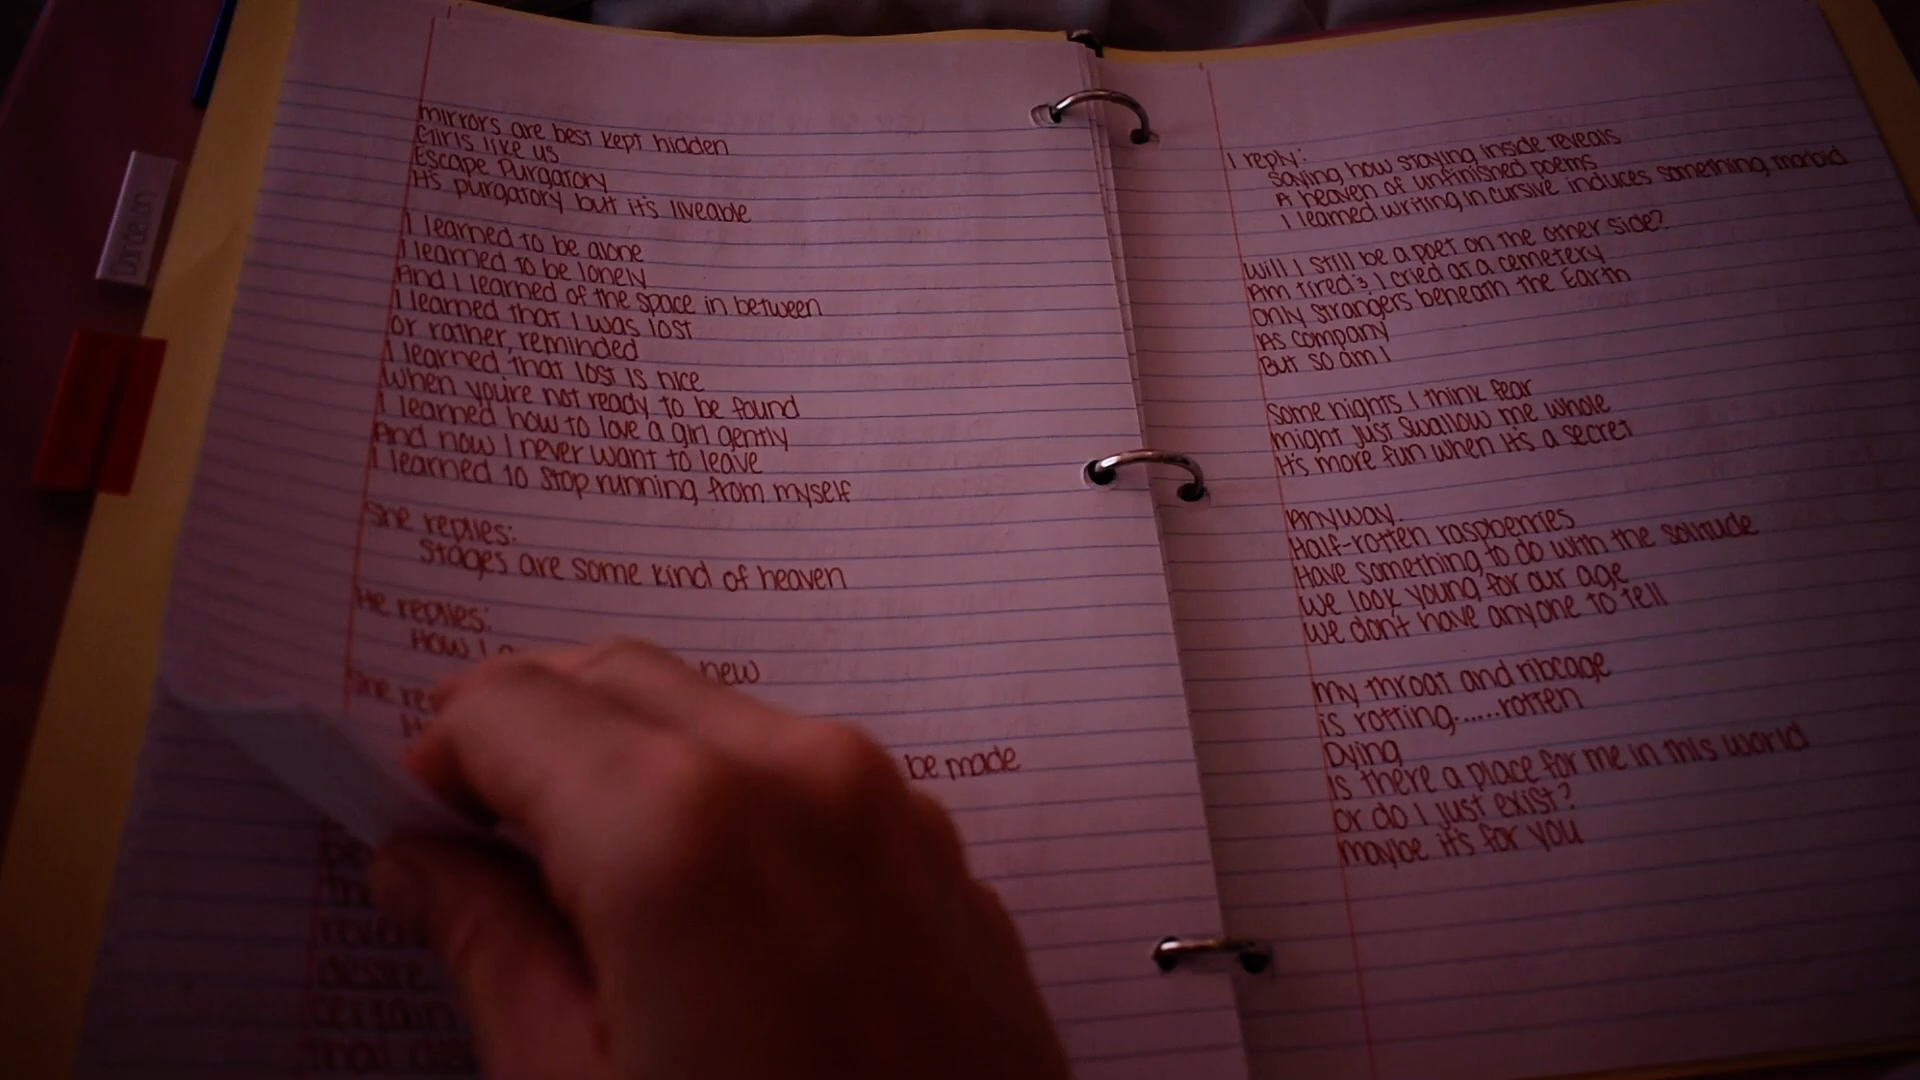 mirrors are best kept hidden
Girls like us
Escape Purgatory
It's purgatory but it's liveable
I learned to be alone
I learned to be lonely
And I learned of the space in between
I learned that I was lost
or rather, reminded
I learned that lost is nice
When you're not ready to be found
I learned how to love a girl gently
And now I never want to leave
I learned to stop running from myself
She replies:
Stages are some kind of heaven
He replies:
How I
new
She
be made
desire
certain
I reply:
Saying how staying inside reveals
A heaven of unfinished poems
I learned writing in cursive induces something morbid
Will I still be a poet on the other side?
Am tired & I cried at a cemetery
only strangers beneath the Earth
As company
But so am I
Some nights I think fear
might just swallow me whole
It's more fun when it's a secret
Anyway.
Half-rotten raspberries
Have something to do with the solitude
We look young for our age
We don't have anyone to tell
my throat and ribcage
is rotting......rotten
Dying
Is there a place for me in this world
or do I just exist?
maybe it's for you